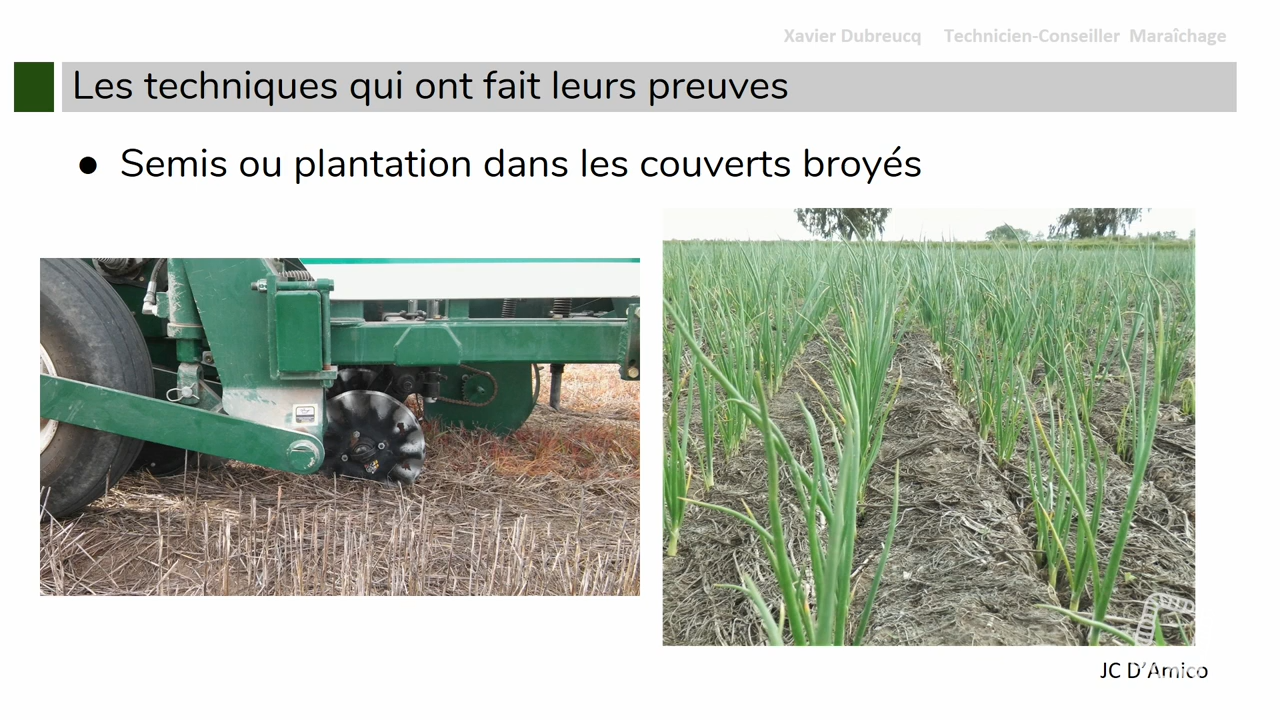 Xavier Dubreucq Technicien-Conseiller Maraîchage
Les techniques qui ont fait leurs preuves
● Semis ou plantation dans les couverts broyés
JC D'Amico